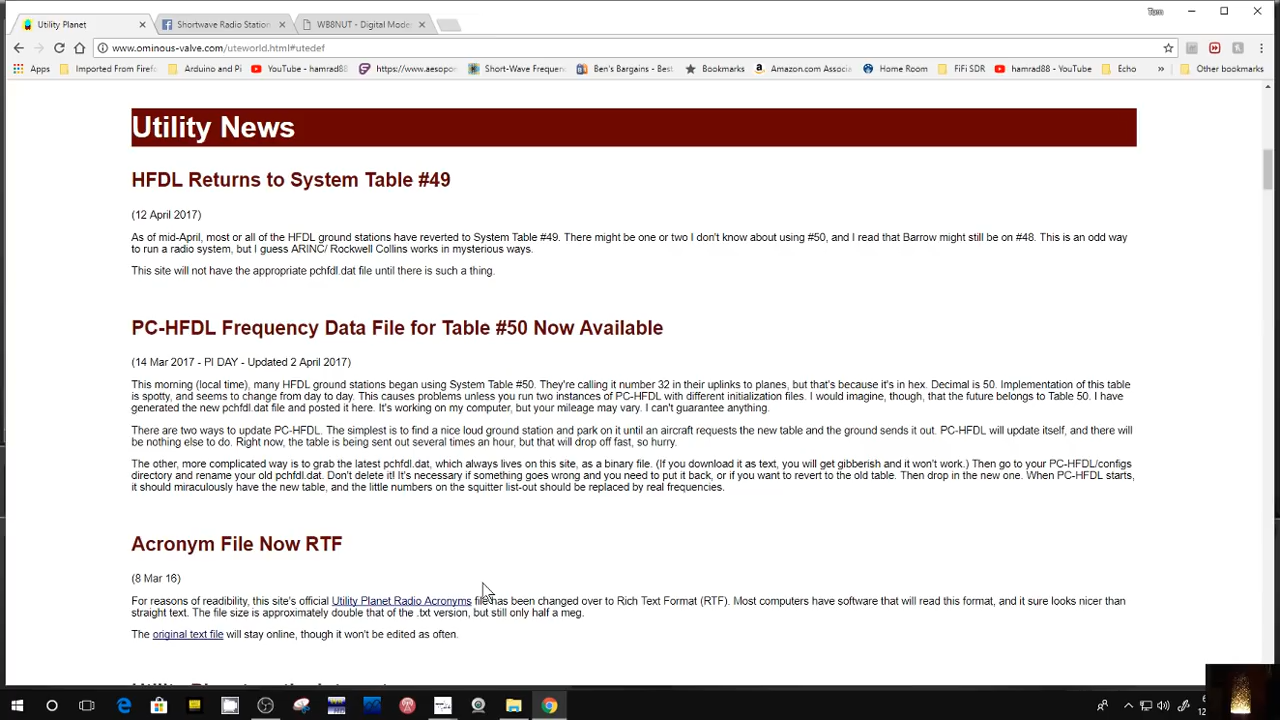 Utility Planet
Shortwave Radio Station
WB8NUT - Digital Mode
Tom
www.ominous-valve.com/uteworld.html#utedef
Apps
Imported From Firef
Arduino and Pi
YouTube - hamrad88
https://www.aesopo
Short-Wave Frequen
Ben's Bargains - Bes
Bookmarks
Amazon.com Associa
Home Room
FiFi SDR
hamrad88 - YouTube
Echo
»
Other bookmarks
Utility News
HFDL Returns to System Table #49
(12 April 2017)
As of mid-April, most or all of the HFDL ground stations have reverted to System Table #49. There might be one or two I don't know about using #50, and I read that Barrow might still be on #48. This is an odd way
to run a radio system, but I guess ARINC/ Rockwell Collins works in mysterious ways.
This site will not have the appropriate pchfdl.dat file until there is such a thing.
PC-HFDL Frequency Data File for Table #50 Now Available
(14 Mar 2017 - PI DAY - Updated 2 April 2017)
This morning (local time), many HFDL ground stations began using System Table #50. They're calling it number 32 in their uplinks to planes, but that's because it's in hex. Decimal is 50. Implementation of this table
is spotty, and seems to change from day to day. This causes problems unless you run two instances of PC-HFDL with different initialization files. I would imagine, though, that the future belongs to Table 50. I have
generated the new pchfdl.dat file and posted it here. It's working on my computer, but your mileage may vary. I can't guarantee anything.
There are two ways to update PC-HFDL. The simplest is to find a nice loud ground station and park on it until an aircraft requests the new table and the ground sends it out. PC-HFDL will update itself, and there will
be nothing else to do. Right now, the table is being sent out several times an hour, but that will drop off fast, so hurry.
The other, more complicated way is to grab the latest pchfdl.dat, which always lives on this site, as a binary file. (If you download it as text, you will get gibberish and it won't work.) Then go to your PC-HFDL/configs
directory and rename your old pchfdl.dat. Don't delete it! It's necessary if something goes wrong and you need to put it back, or if you want to revert to the old table. Then drop in the new one. When PC-HFDL starts,
it should miraculously have the new table, and the little numbers on the squitter list-out should be replaced by real frequencies.
Acronym File Now RTF
(8 Mar 16)
For reasons of readibility, this site's official Utility Planet Radio Acronyms file has been changed over to Rich Text Format (RTF). Most computers have software that will read this format, and it sure looks nicer than
straight text. The file size is approximately double that of the .txt version, but still only half a meg.
The original text file will stay online, though it won't be edited as often.